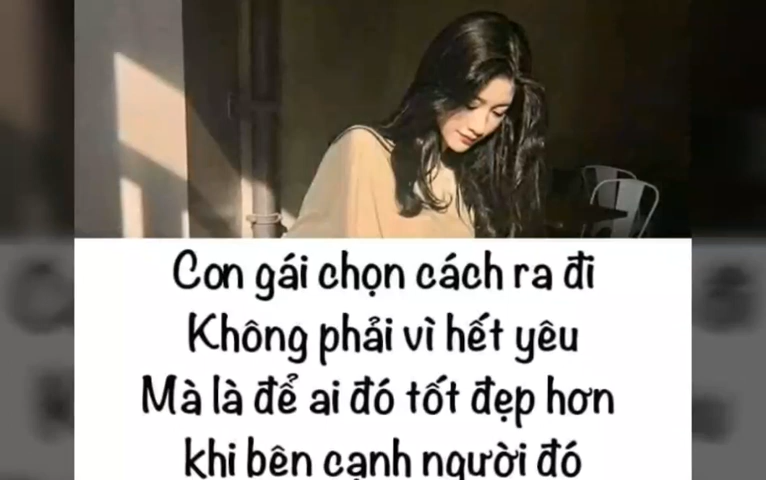 Con gái chọn cách ra đi
Không phải vì hết yêu
Mà là để ai đó tốt đẹp hơn
khi bên cạnh người đó